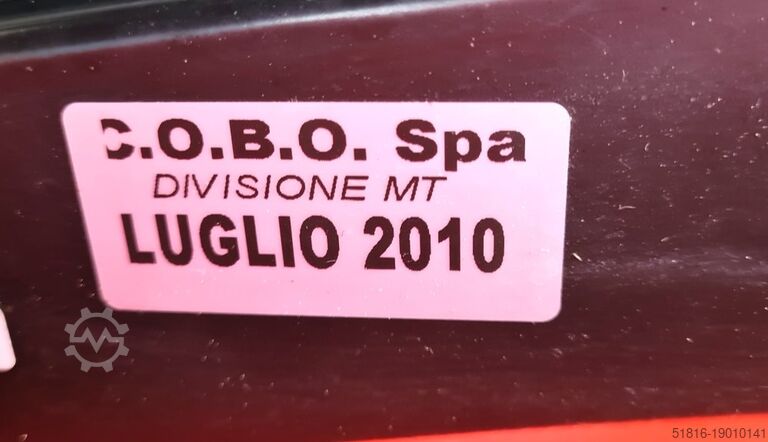 C.O.B.O. Spa
DIVISIONE MT
LUGLIO 2010
51816-19010141